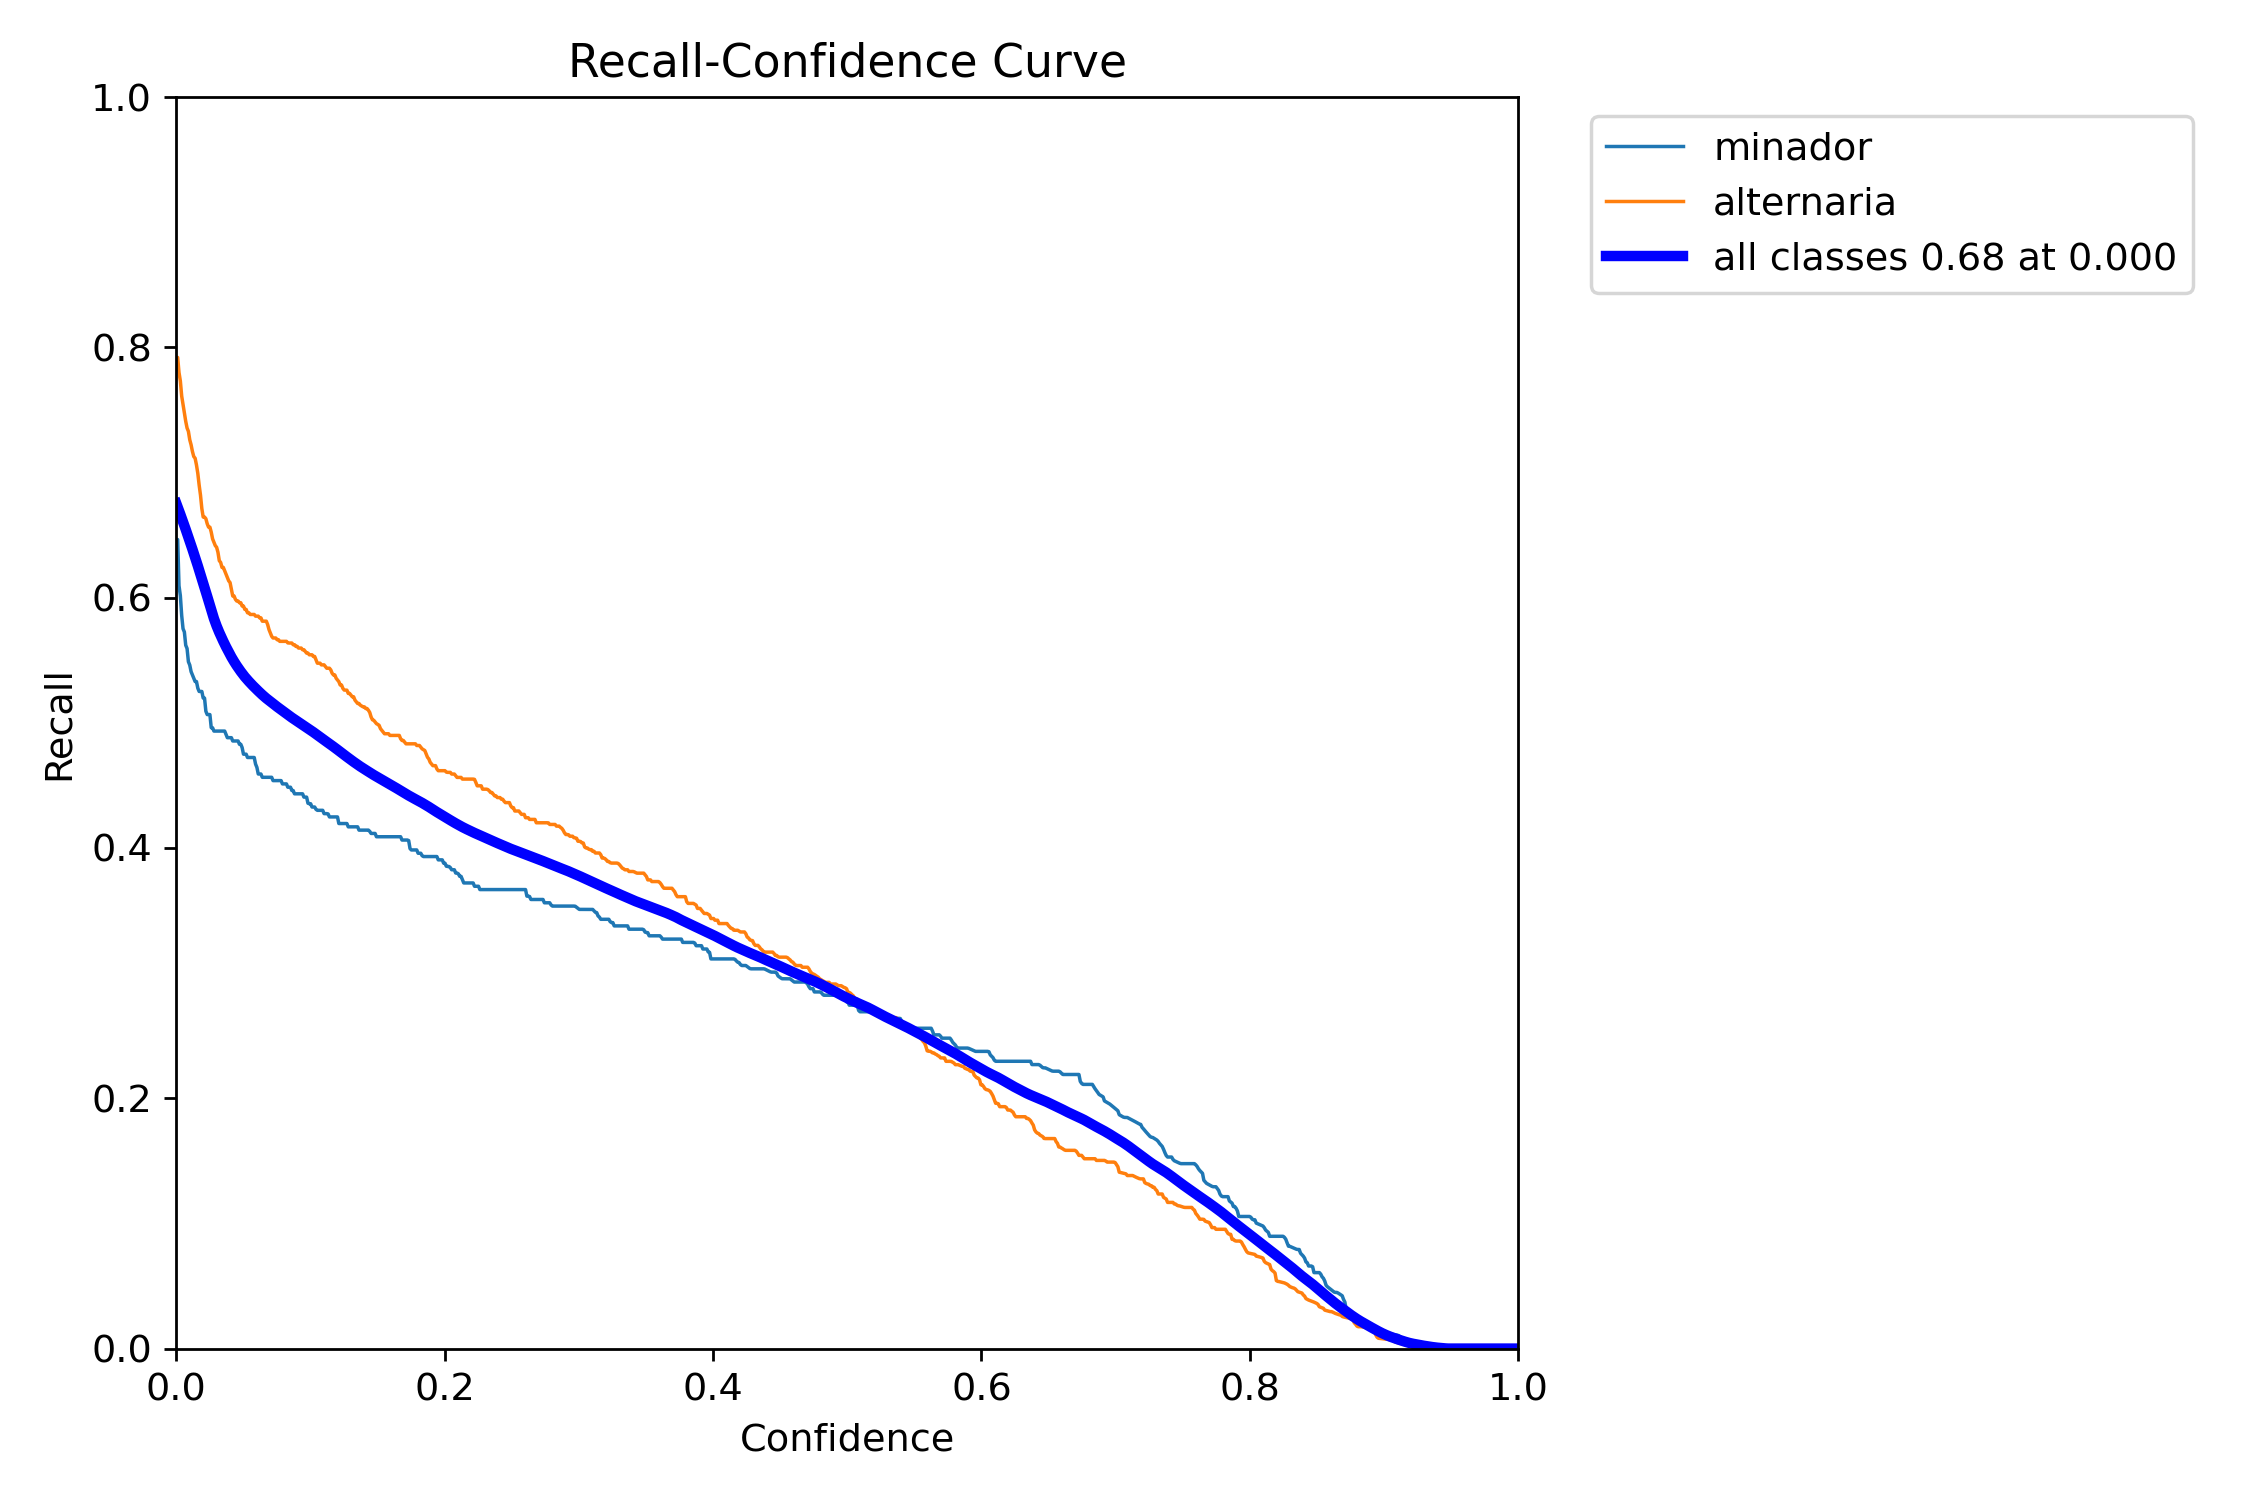 Recall-Confidence Curve
1.0
0.8
0.6
0.4
0.2
0.0
Recall
0.0 0.2 0.4 0.6 0.8 1.0
Confidence
minador
alternaria
all classes 0.68 at 0.000